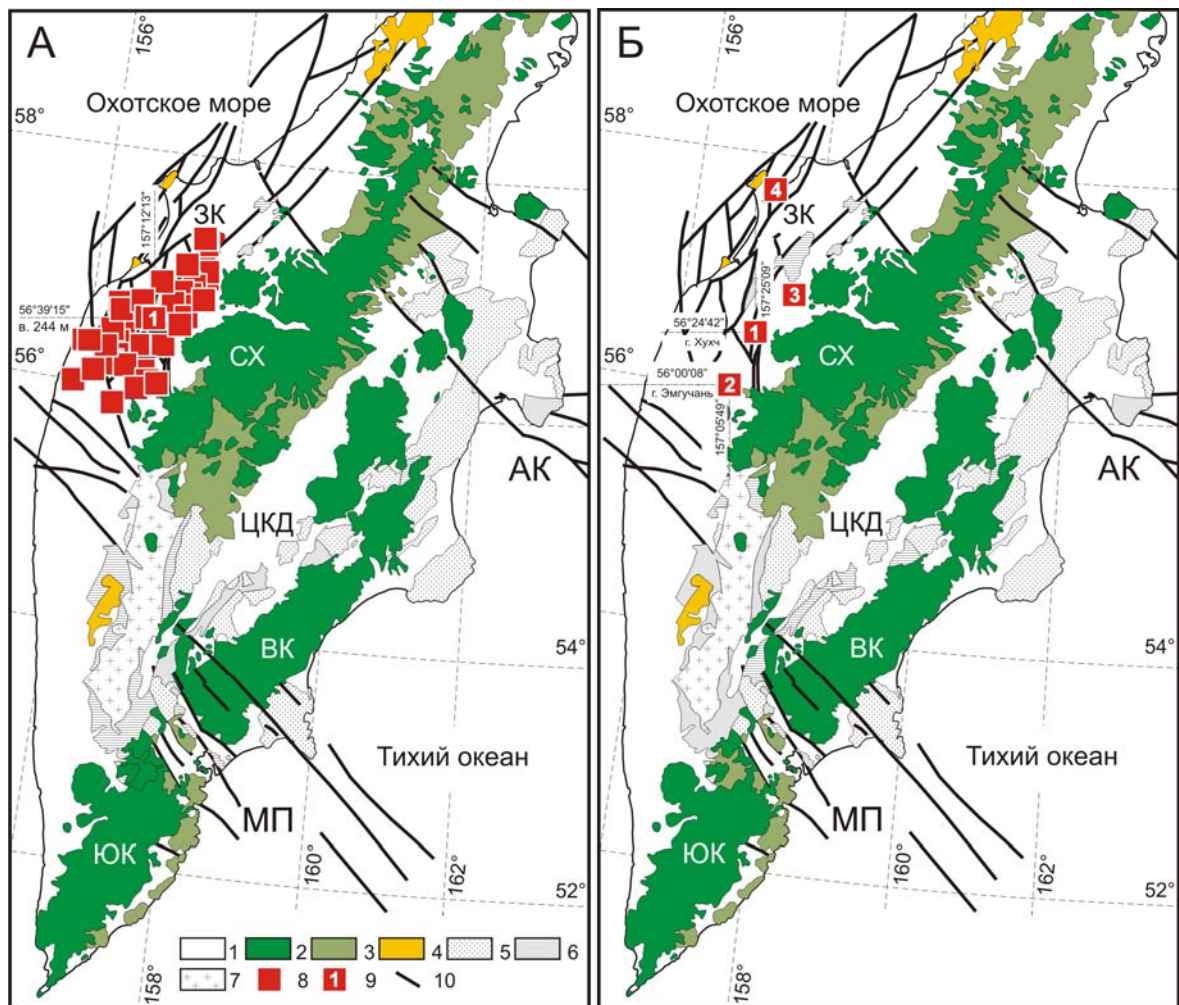 А
156°
Охотское море
58°
157°12'13"
ЗК
56°39'15"
в. 244 м
1
56°
СХ
АК
ЦКД
ВК
54°
Тихий океан
МП
ЮК
160°
162°
52°
158°
1
2
3
4
5
6
7
8
1
9
10
Б
156°
Охотское море
58°
4
ЗК
157°25'09"
3
56°24'42"
г. Хухч
1
56°00'08"
г. Эмгучань
2
56°
157°05'49"
СХ
АК
ЦКД
ВК
54°
Тихий океан
МП
ЮК
160°
162°
52°
158°